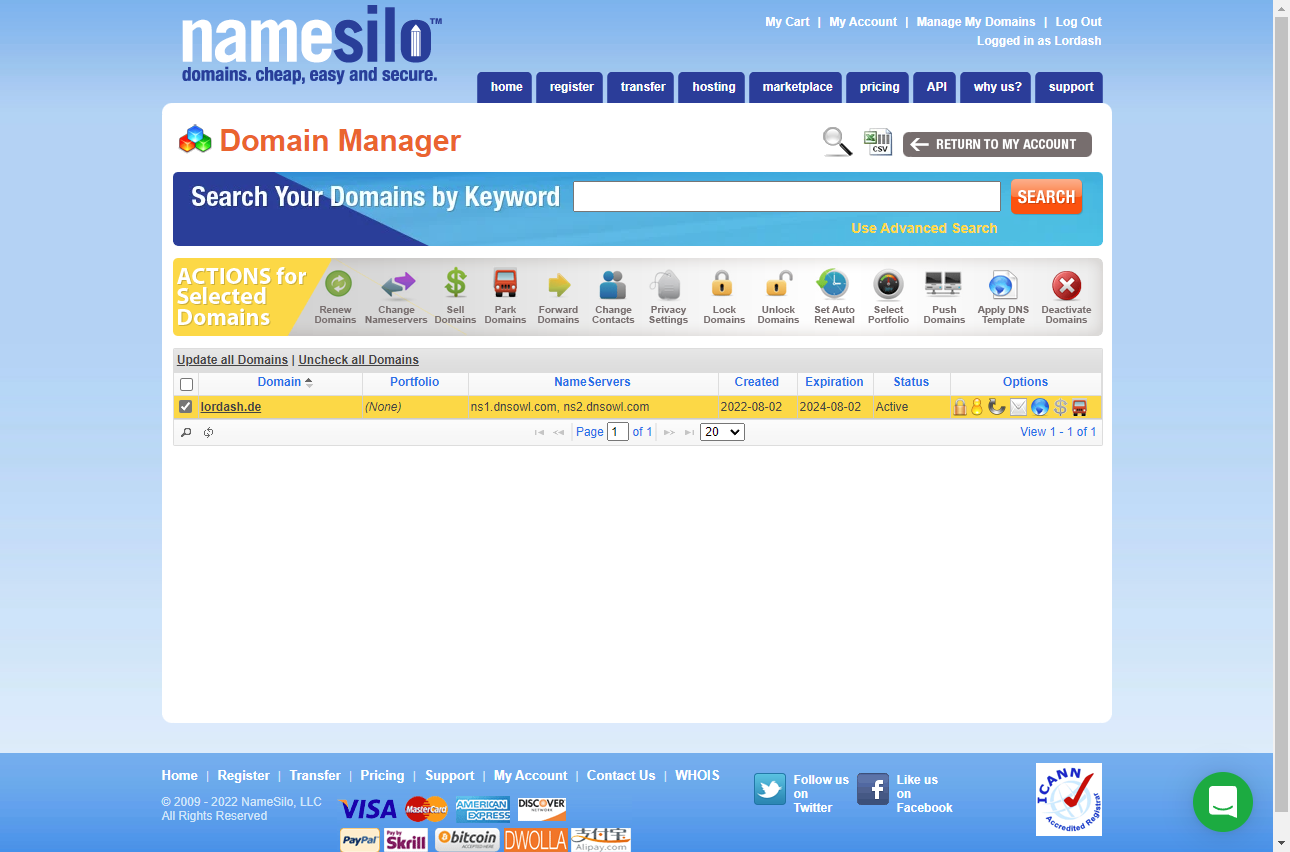 namesilo™
domains. cheap, easy and secure.
My Cart | My Account | Manage My Domains | Log Out
Logged in as Lordash
home register transfer hosting marketplace pricing API why us? support
Domain Manager
CSV
RETURN TO MY ACCOUNT
Search Your Domains by Keyword
SEARCH
Use Advanced Search
ACTIONS for Selected Domains
Renew Domains
Change Nameservers
Sell Domains
Park Domains
Forward Domains
Change Contacts
Privacy Settings
Lock Domains
Unlock Domains
Set Auto Renewal
Select Portfolio
Push Domains
Apply DNS Template
Deactivate Domains
Update all Domains | Uncheck all Domains
Domain Portfolio NameServers Created Expiration Status Options
lordash.de (None) ns1.dnsowl.com, ns2.dnsowl.com 2022-08-02 2024-08-02 Active
Page 1 of 1 20 View 1 - 1 of 1
Home | Register | Transfer | Pricing | Support | My Account | Contact Us | WHOIS
© 2009 - 2022 NameSilo, LLC
All Rights Reserved
VISA MasterCard AMERICAN EXPRESS DISCOVER NETWORK
PayPal Pay by Skrill bitcoin ACCEPTED HERE DWOLLA 支付宝 Alipay.com
Follow us on Twitter
Like us on Facebook
ICANN Accredited Registrar